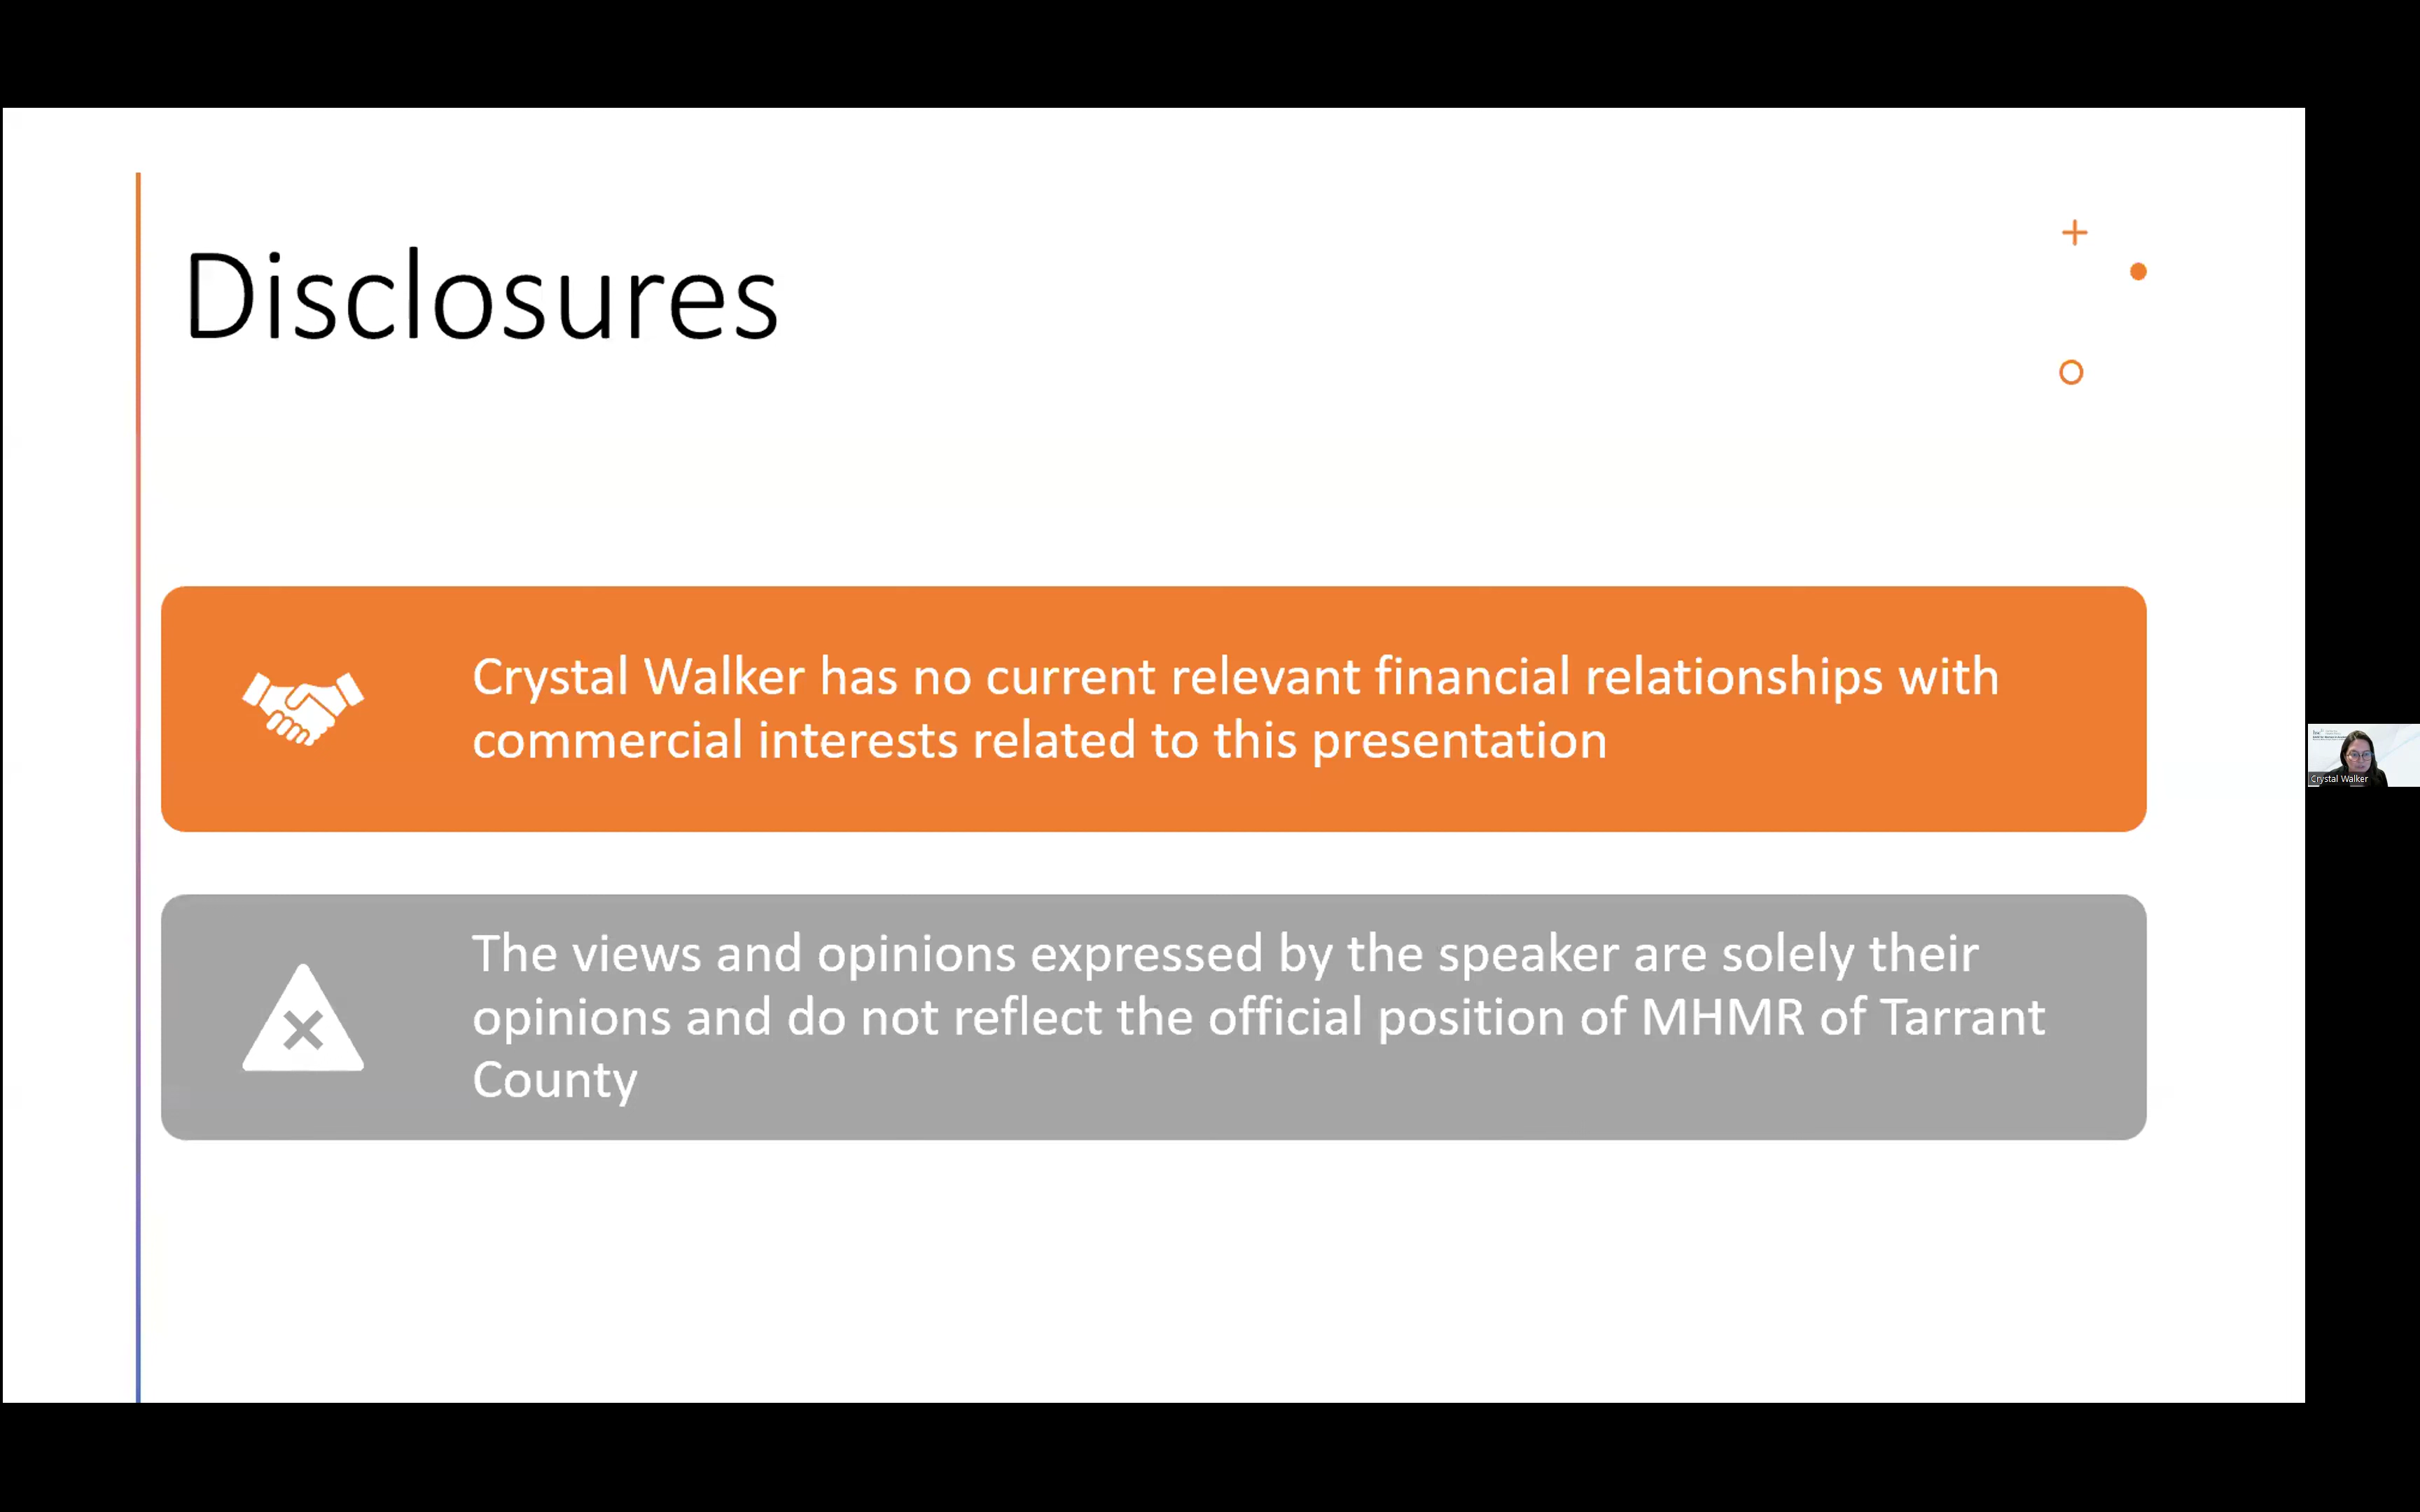 Disclosures
Crystal Walker has no current relevant financial relationships with
commercial interests related to this presentation
The views and opinions expressed by the speaker are solely their
opinions and do not reflect the official position of MHMR of Tarrant
County
Crystal Walker